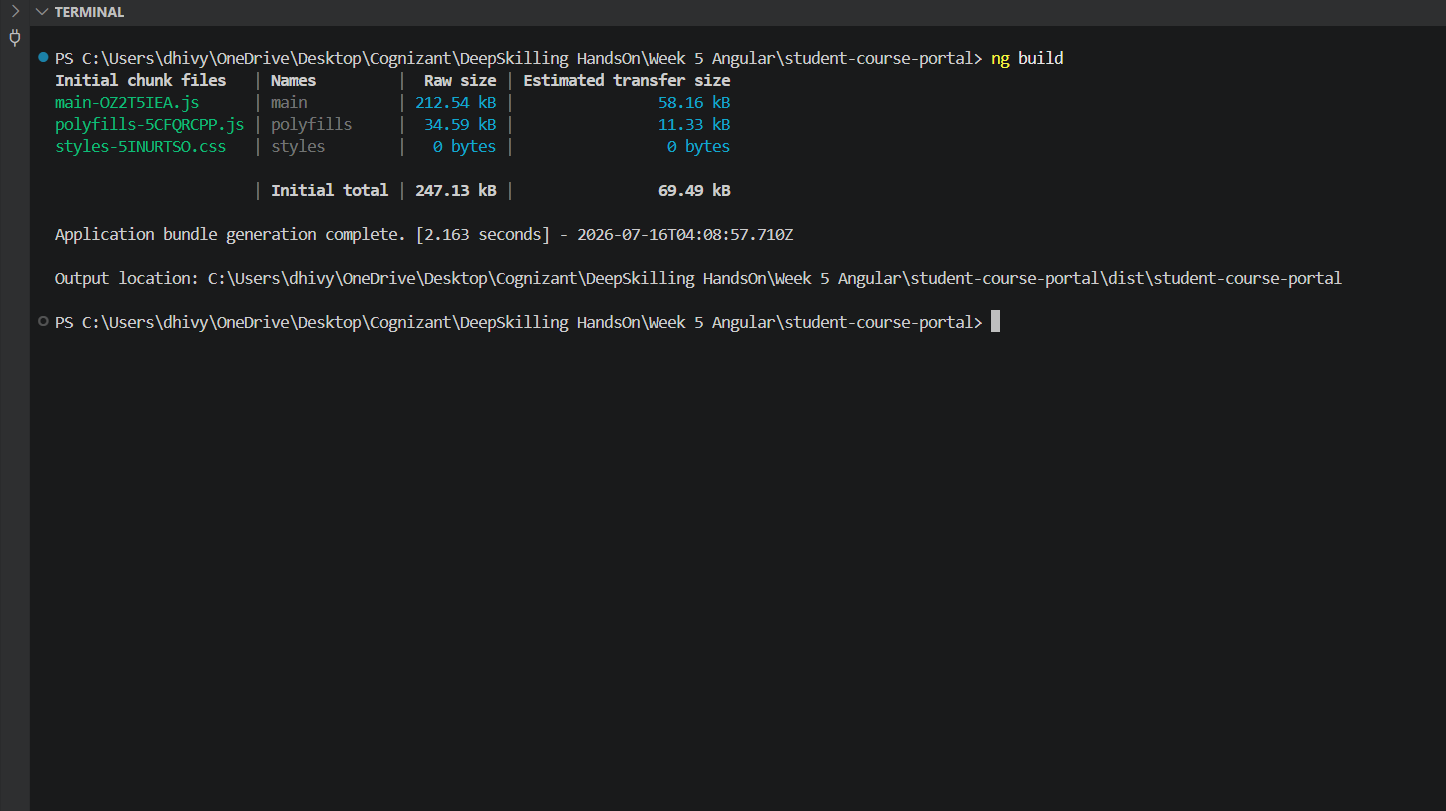 TERMINAL
PS C:\Users\dhivy\OneDrive\Desktop\Cognizant\DeepSkilling HandsOn\Week 5 Angular\student-course-portal> ng build
Initial chunk files | Names | Raw size | Estimated transfer size
main-OZ2T5IEA.js | main | 212.54 kB | 58.16 kB
polyfills-5CFQRCPP.js | polyfills | 34.59 kB | 11.33 kB
styles-5INURTSO.css | styles | 0 bytes | 0 bytes
| Initial total | 247.13 kB | 69.49 kB
Application bundle generation complete. [2.163 seconds] - 2026-07-16T04:08:57.710Z
Output location: C:\Users\dhivy\OneDrive\Desktop\Cognizant\DeepSkilling HandsOn\Week 5 Angular\student-course-portal\dist\student-course-portal
PS C:\Users\dhivy\OneDrive\Desktop\Cognizant\DeepSkilling HandsOn\Week 5 Angular\student-course-portal>